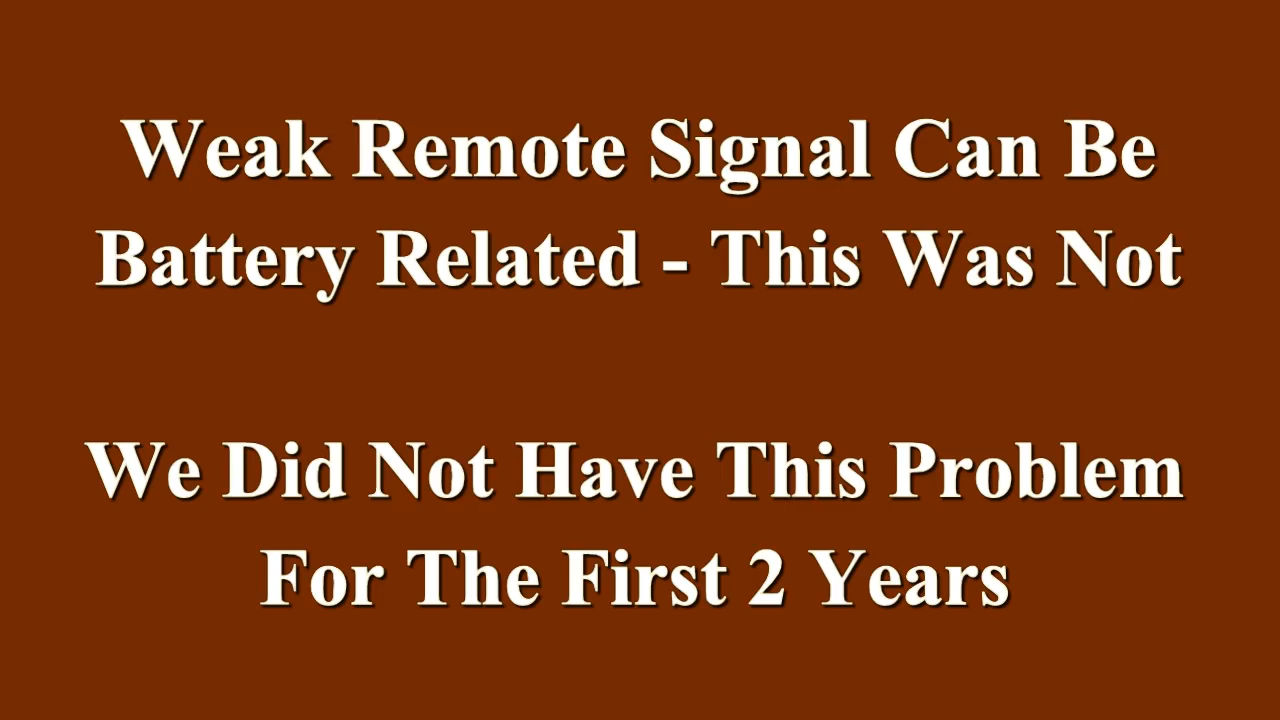 Weak Remote Signal Can Be
Battery Related - This Was Not
We Did Not Have This Problem
For The First 2 Years